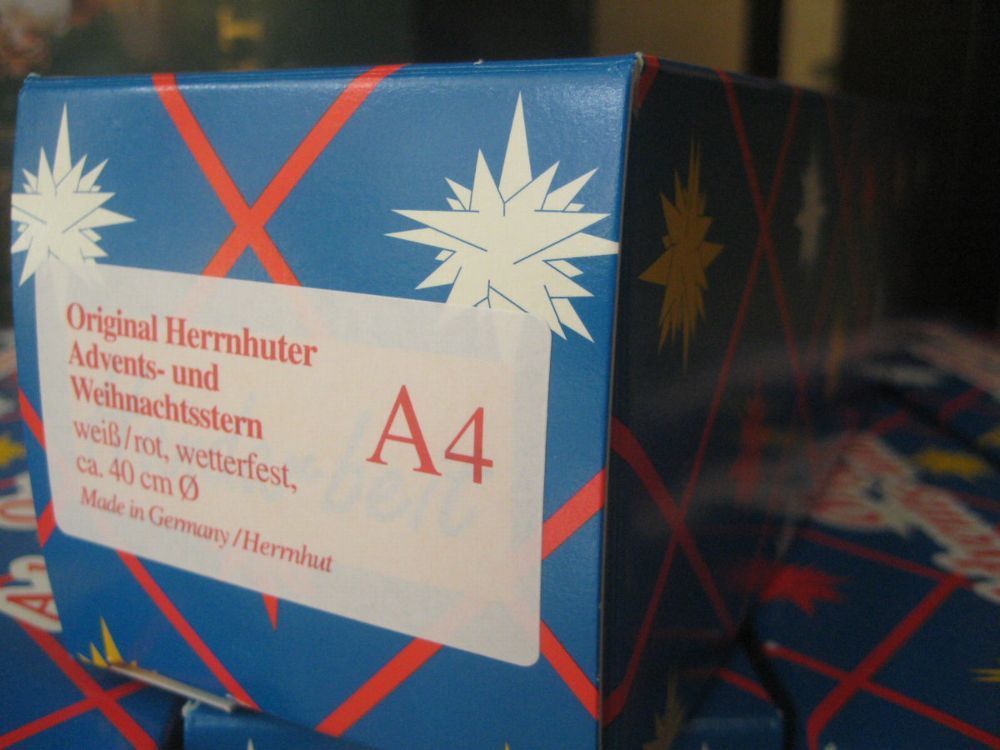 Original Herrnhuter
Advents- und
Weihnachtsstern
weiß/rot, wetterfest,
ca. 40 cm Ø
Made in Germany/Herrnhut
A4